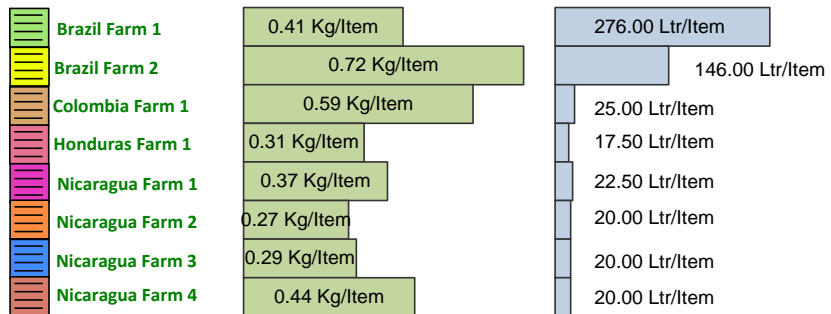 Brazil Farm 1 0.41 Kg/Item 276.00 Ltr/Item
Brazil Farm 2 0.72 Kg/Item 146.00 Ltr/Item
Colombia Farm 1 0.59 Kg/Item 25.00 Ltr/Item
Honduras Farm 1 0.31 Kg/Item 17.50 Ltr/Item
Nicaragua Farm 1 0.37 Kg/Item 22.50 Ltr/Item
Nicaragua Farm 2 0.27 Kg/Item 20.00 Ltr/Item
Nicaragua Farm 3 0.29 Kg/Item 20.00 Ltr/Item
Nicaragua Farm 4 0.44 Kg/Item 20.00 Ltr/Item